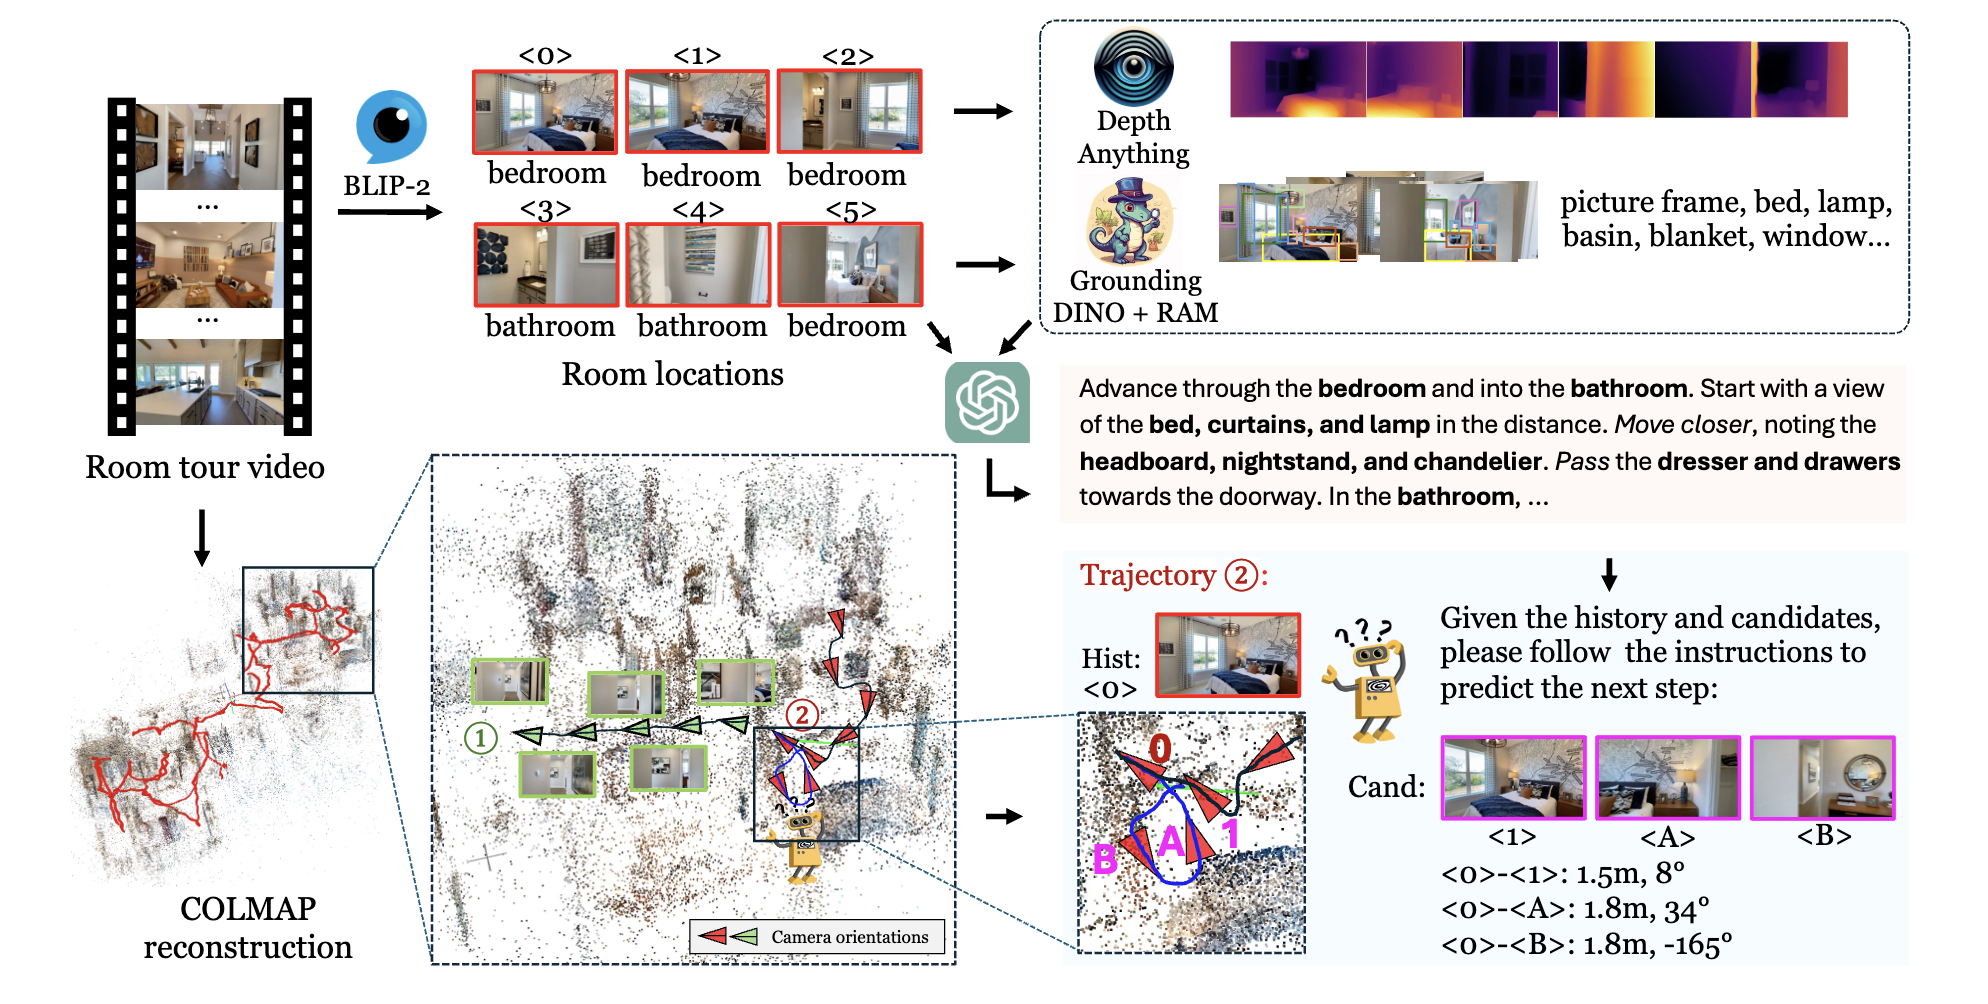 <0> <1> <2>
bedroom bedroom bedroom
<3> <4> <5>
bathroom bathroom bedroom
Room locations
BLIP-2
...
...
Room tour video
Depth
Anything
Grounding
DINO + RAM
picture frame, bed, lamp,
basin, blanket, window...
Advance through the bedroom and into the bathroom. Start with a view
of the bed, curtains, and lamp in the distance. Move closer, noting the
headboard, nightstand, and chandelier. Pass the dresser and drawers
towards the doorway. In the bathroom, ...
COLMAP
reconstruction
①
②
???
Camera orientations
Trajectory ②:
Hist:
<0>
0
1
A
B
???
Given the history and candidates,
please follow the instructions to
predict the next step:
Cand:
<1> <A> <B>
<0>-<1>: 1.5m, 8°
<0>-<A>: 1.8m, 34°
<0>-<B>: 1.8m, -165°